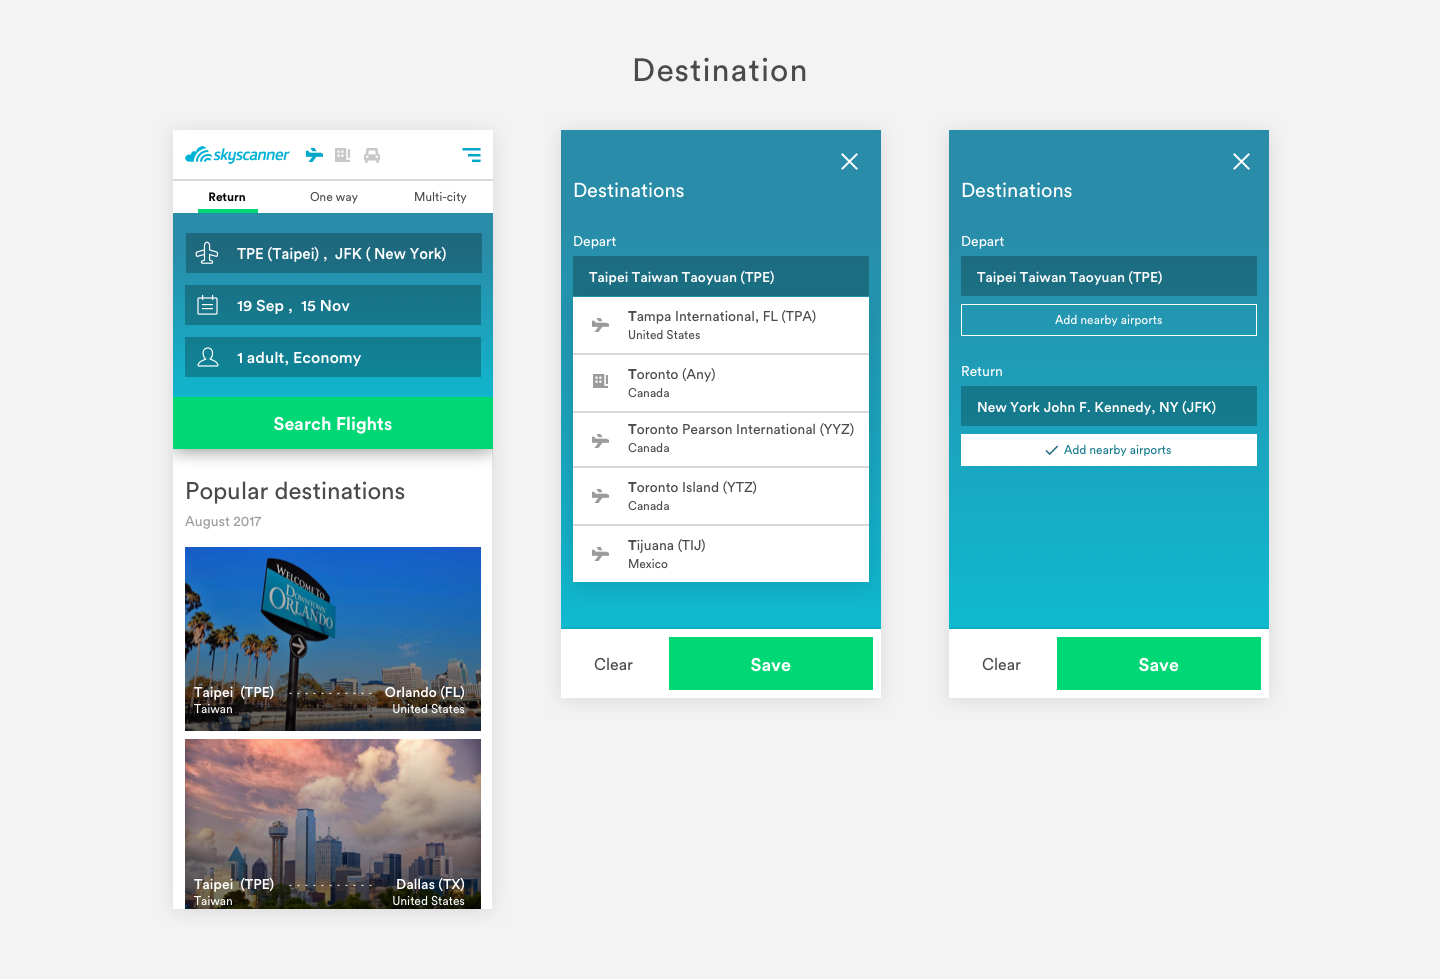 Destination
skyscanner
Return One way Multi-city
TPE (Taipei) , JFK ( New York)
19 Sep , 15 Nov
1 adult, Economy
Search Flights
Popular destinations
August 2017
WELCOME TO
DOWNTOWN
ORLANDO
Taipei (TPE) - - - - - - - - - - - Orlando (FL)
Taiwan United States
Taipei (TPE) - - - - - - - - - - - Dallas (TX)
Taiwan United States
Destinations
Depart
Taipei Taiwan Taoyuan (TPE)
Tampa International, FL (TPA)
United States
Toronto (Any)
Canada
Toronto Pearson International (YYZ)
Canada
Toronto Island (YTZ)
Canada
Tijuana (TIJ)
Mexico
Clear Save
Destinations
Depart
Taipei Taiwan Taoyuan (TPE)
Add nearby airports
Return
New York John F. Kennedy, NY (JFK)
Add nearby airports
Clear Save